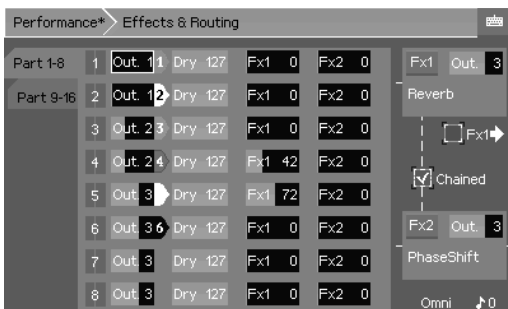 Performance* Effects & Routing
Part 1-8
Part 9-16
1 Out. 1 1 Dry 127 Fx1 0 Fx2 0
2 Out. 1 2 Dry 127 Fx1 0 Fx2 0
3 Out. 2 3 Dry 127 Fx1 0 Fx2 0
4 Out. 2 4 Dry 127 Fx1 42 Fx2 0
5 Out. 3 Dry 127 Fx1 72 Fx2 0
6 Out. 3 6 Dry 127 Fx1 0 Fx2 0
7 Out. 3 Dry 127 Fx1 0 Fx2 0
8 Out. 3 Dry 127 Fx1 0 Fx2 0
Fx1 Out. 3
Reverb
Fx1
Chained
Fx2 Out. 3
PhaseShift
Omni ♪0